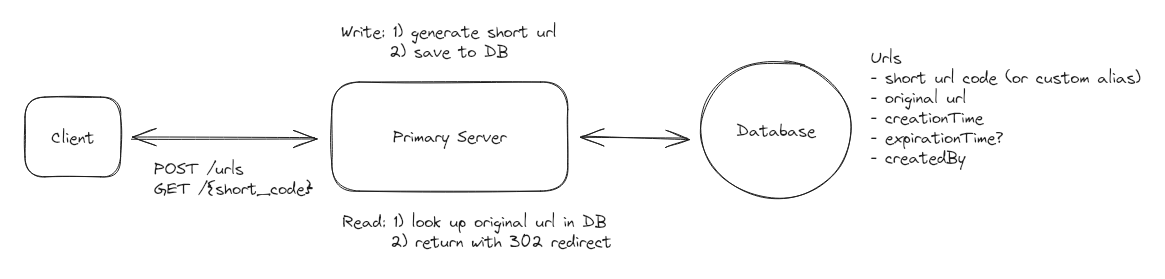 Write: 1) generate short url
2) save to DB
Client
POST /urls
GET /{short_code}
Primary Server
Read: 1) look up original url in DB
2) return with 302 redirect
Database
Urls
- short url code (or custom alias)
- original url
- creationTime
- expirationTime?
- createdBy